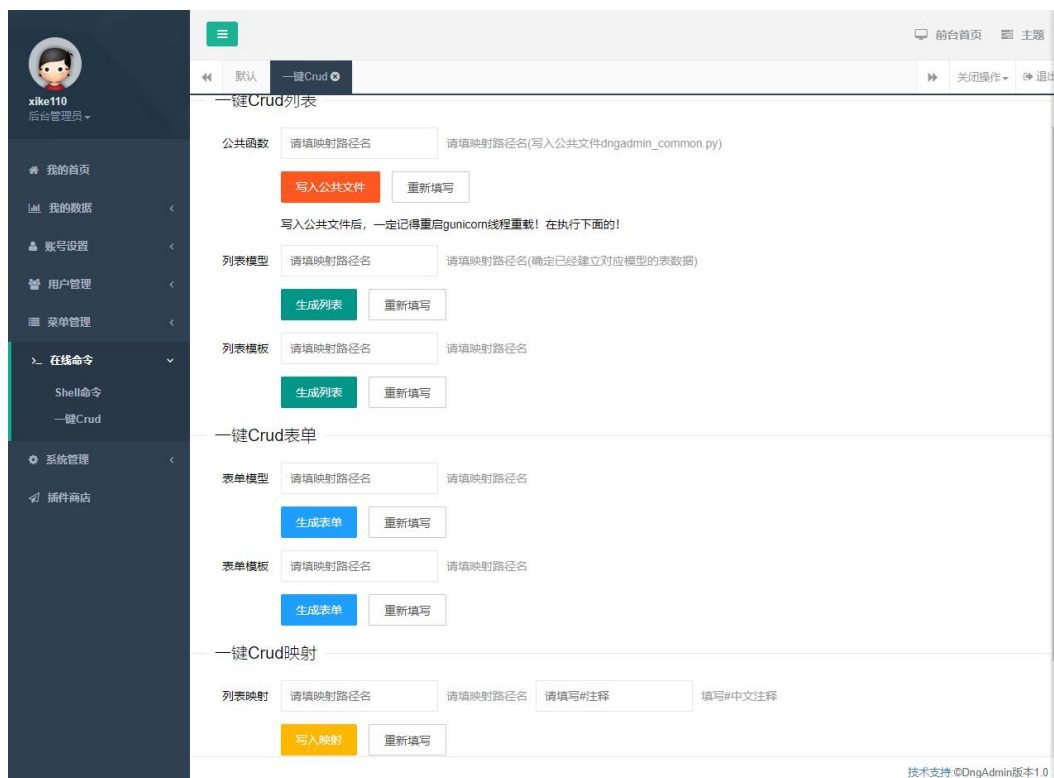 前台首页 主题
xike110
后台管理员
我的首页
我的数据
账号设置
用户管理
菜单管理
>_ 在线命令
Shell命令
一键Crud
系统管理
插件商店
默认 一键Crud 关闭操作 退出
一键Crud列表
公共函数 请填映射路径名 请填映射路径名(写入公共文件dngadmin_common.py)
写入公共文件 重新填写
写入公共文件后，一定记得重启gunicorn线程重载！在执行下面的！
列表模型 请填映射路径名 请填映射路径名(确定已经建立对应模型的表数据)
生成列表 重新填写
列表模板 请填映射路径名 请填映射路径名
生成列表 重新填写
一键Crud表单
表单模型 请填映射路径名 请填映射路径名
生成表单 重新填写
表单模板 请填映射路径名 请填映射路径名
生成表单 重新填写
一键Crud映射
列表映射 请填映射路径名 请填映射路径名 请填写#注释 填写#中文注释
写入映射 重新填写
技术支持:©DngAdmin版本1.0